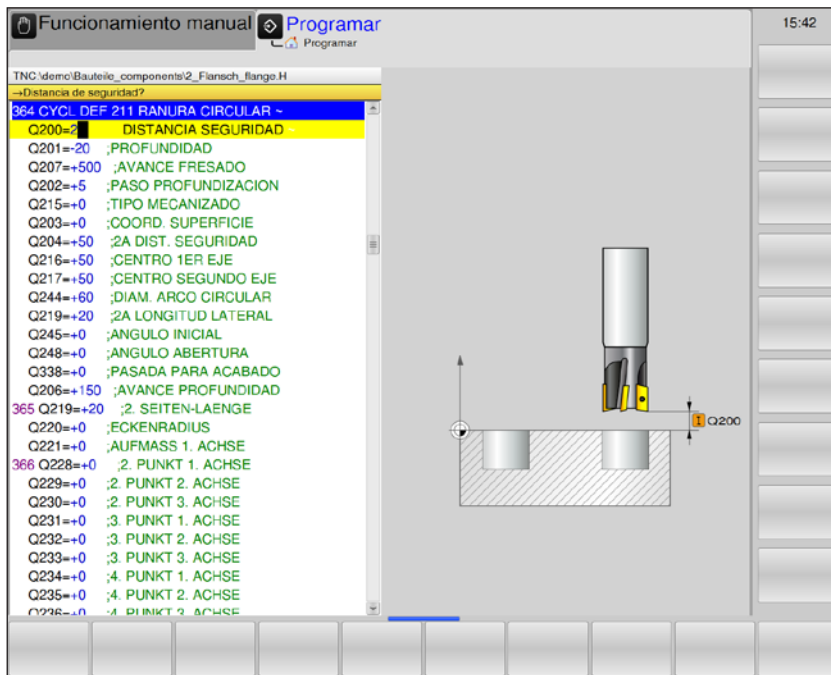 Funcionamiento manual
Programar
15:42
Programar
TNC:\demo\Bauteile_components\2_Flansch_flange.H
→Distancia de seguridad?
364 CYCL DEF 211 RANURA CIRCULAR ~
Q200=2 DISTANCIA SEGURIDAD ~
Q201=-20 ;PROFUNDIDAD
Q207=+500 ;AVANCE FRESADO
Q202=+5 ;PASO PROFUNDIZACION
Q215=+0 ;TIPO MECANIZADO
Q203=+0 ;COORD. SUPERFICIE
Q204=+50 ;2A DIST. SEGURIDAD
Q216=+50 ;CENTRO 1ER EJE
Q217=+50 ;CENTRO SEGUNDO EJE
Q244=+60 ;DIAM. ARCO CIRCULAR
Q219=+20 ;2A LONGITUD LATERAL
Q245=+0 ;ANGULO INICIAL
Q248=+0 ;ANGULO ABERTURA
Q338=+0 ;PASADA PARA ACABADO
Q206=+150 ;AVANCE PROFUNDIDAD
365 Q219=+20 ;2. SEITEN-LAENGE
Q220=+0 ;ECKENRADIUS
Q221=+0 ;AUFMASS 1. ACHSE
366 Q228=+0 ;2. PUNKT 1. ACHSE
Q229=+0 ;2. PUNKT 2. ACHSE
Q230=+0 ;2. PUNKT 3. ACHSE
Q231=+0 ;3. PUNKT 1. ACHSE
Q232=+0 ;3. PUNKT 2. ACHSE
Q233=+0 ;3. PUNKT 3. ACHSE
Q234=+0 ;4. PUNKT 1. ACHSE
Q235=+0 ;4. PUNKT 2. ACHSE
Q236=+0 ;4. PUNKT 3. ACHSE
Q200